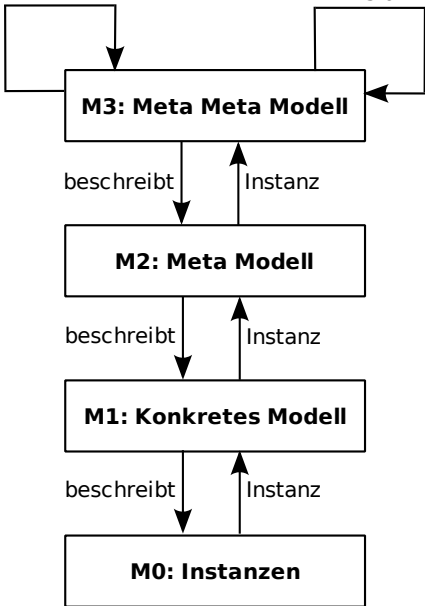 M3: Meta Meta Modell
beschreibt
Instanz
M2: Meta Modell
beschreibt
Instanz
M1: Konkretes Modell
beschreibt
Instanz
M0: Instanzen